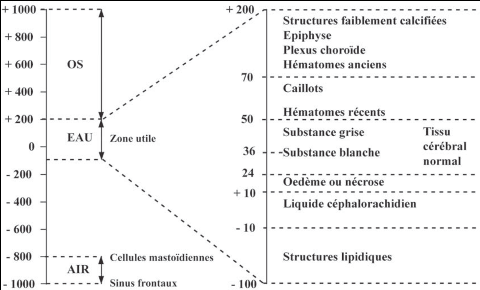 + 1000
+ 800
+ 600
+ 400
+ 200
0
- 200
- 400
- 600
- 800
- 1000
OS
EAU
Zone utile
AIR
Cellules mastoïdiennes
Sinus frontaux
+ 200
70
50
36
24
+ 10
- 10
- 100
Structures faiblement calcifiées
Epiphyse
Plexus choroïde
Hématomes anciens
Caillots
Hématomes récents
Substance grise
Substance blanche
Tissu
cérébral
normal
Oedème ou nécrose
Liquide céphalorachidien
Structures lipidiques